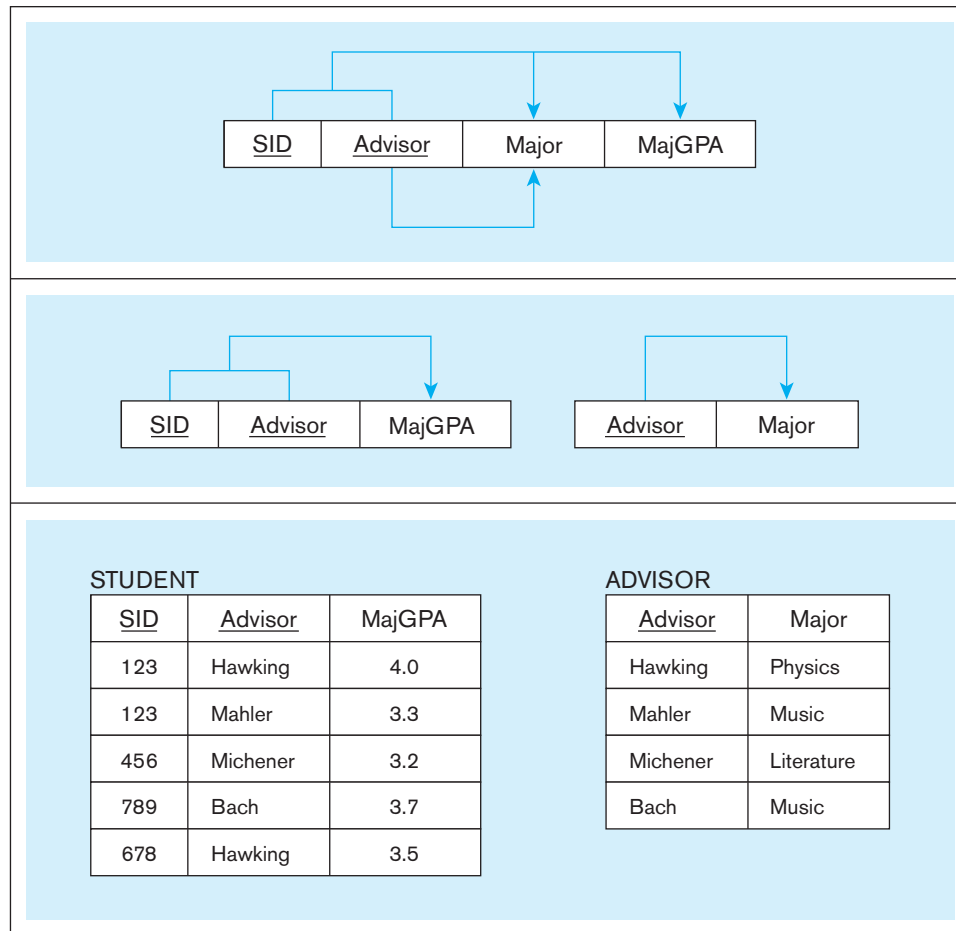 SID Advisor Major MajGPA
SID Advisor MajGPA
Advisor Major
STUDENT
SID Advisor MajGPA
123 Hawking 4.0
123 Mahler 3.3
456 Michener 3.2
789 Bach 3.7
678 Hawking 3.5
ADVISOR
Advisor Major
Hawking Physics
Mahler Music
Michener Literature
Bach Music